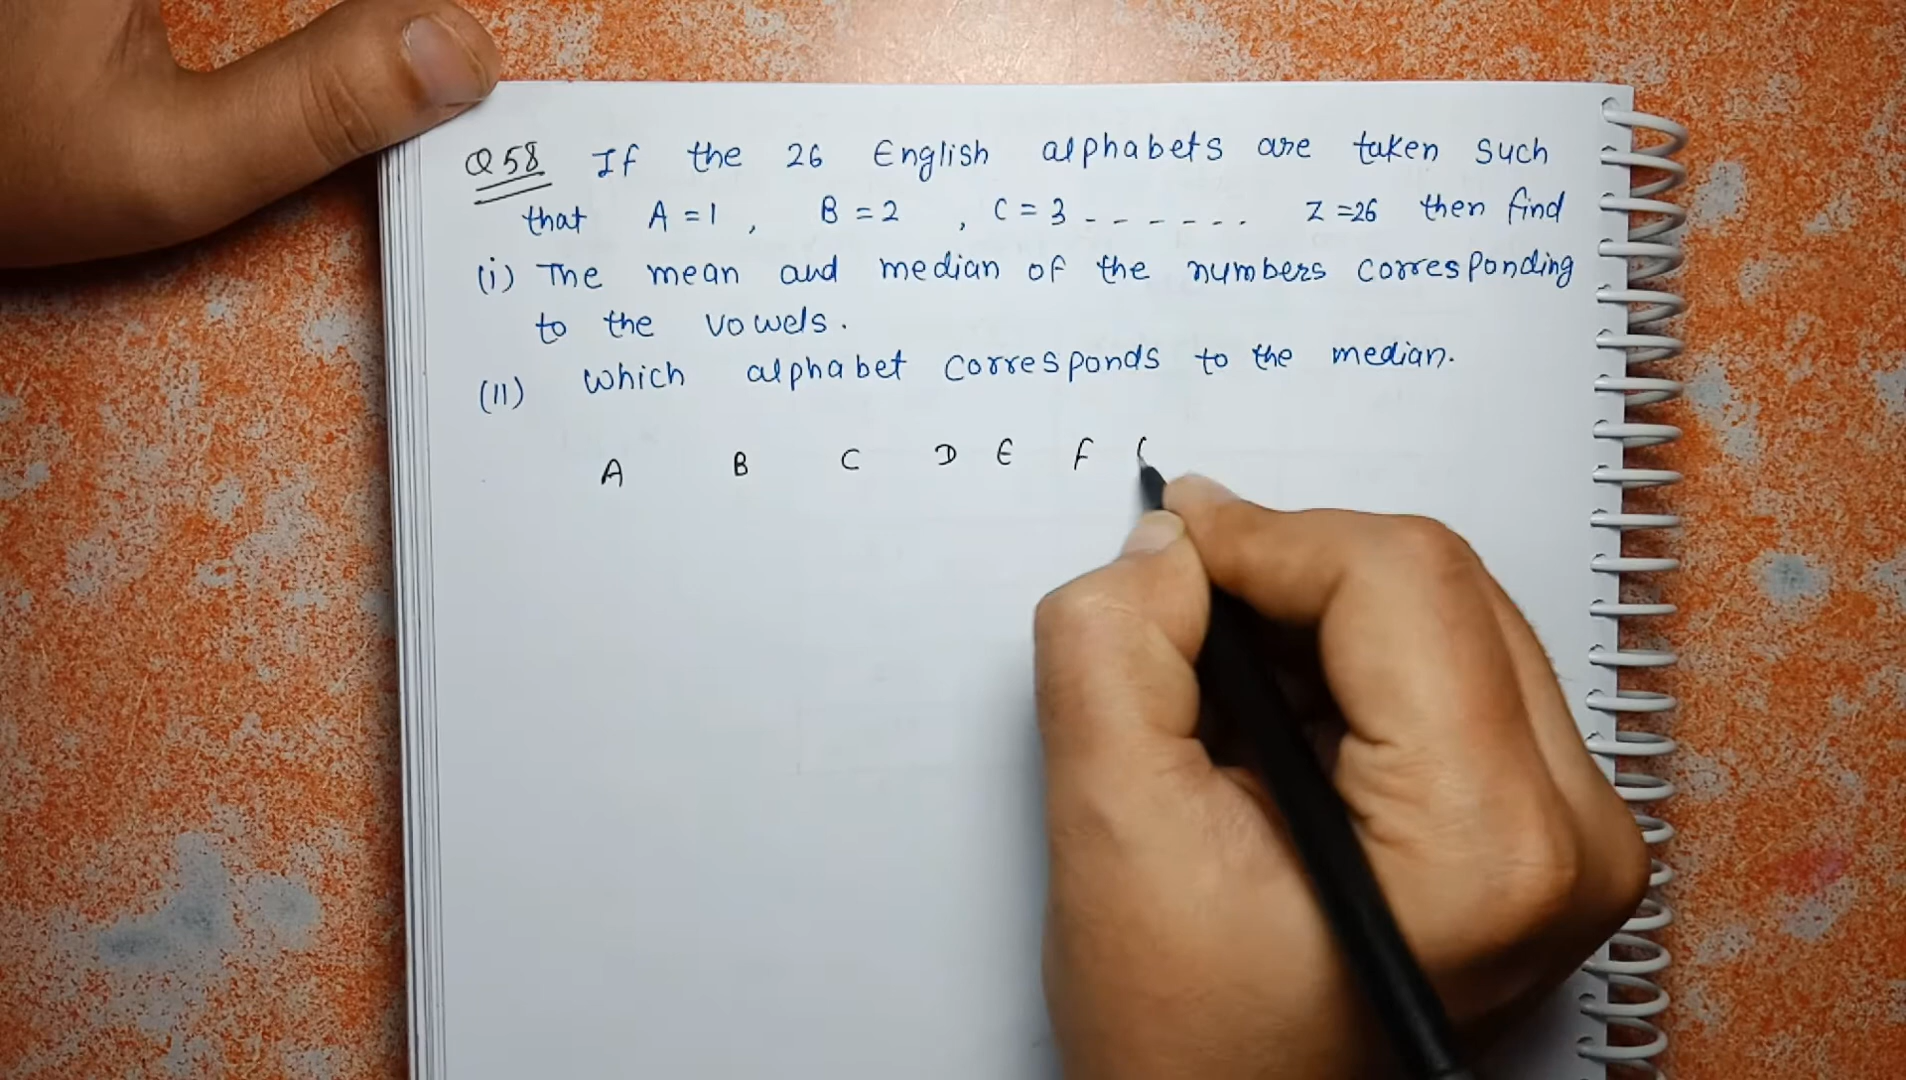 Q58 If the 26 English alphabets are taken such
that A = 1 , B = 2 , C = 3 - - - - - - . Z = 26 then find
(i) The mean and median of the numbers corresponding
to the vowels.
(II) which alphabet corresponds to the median.
A B C D E F